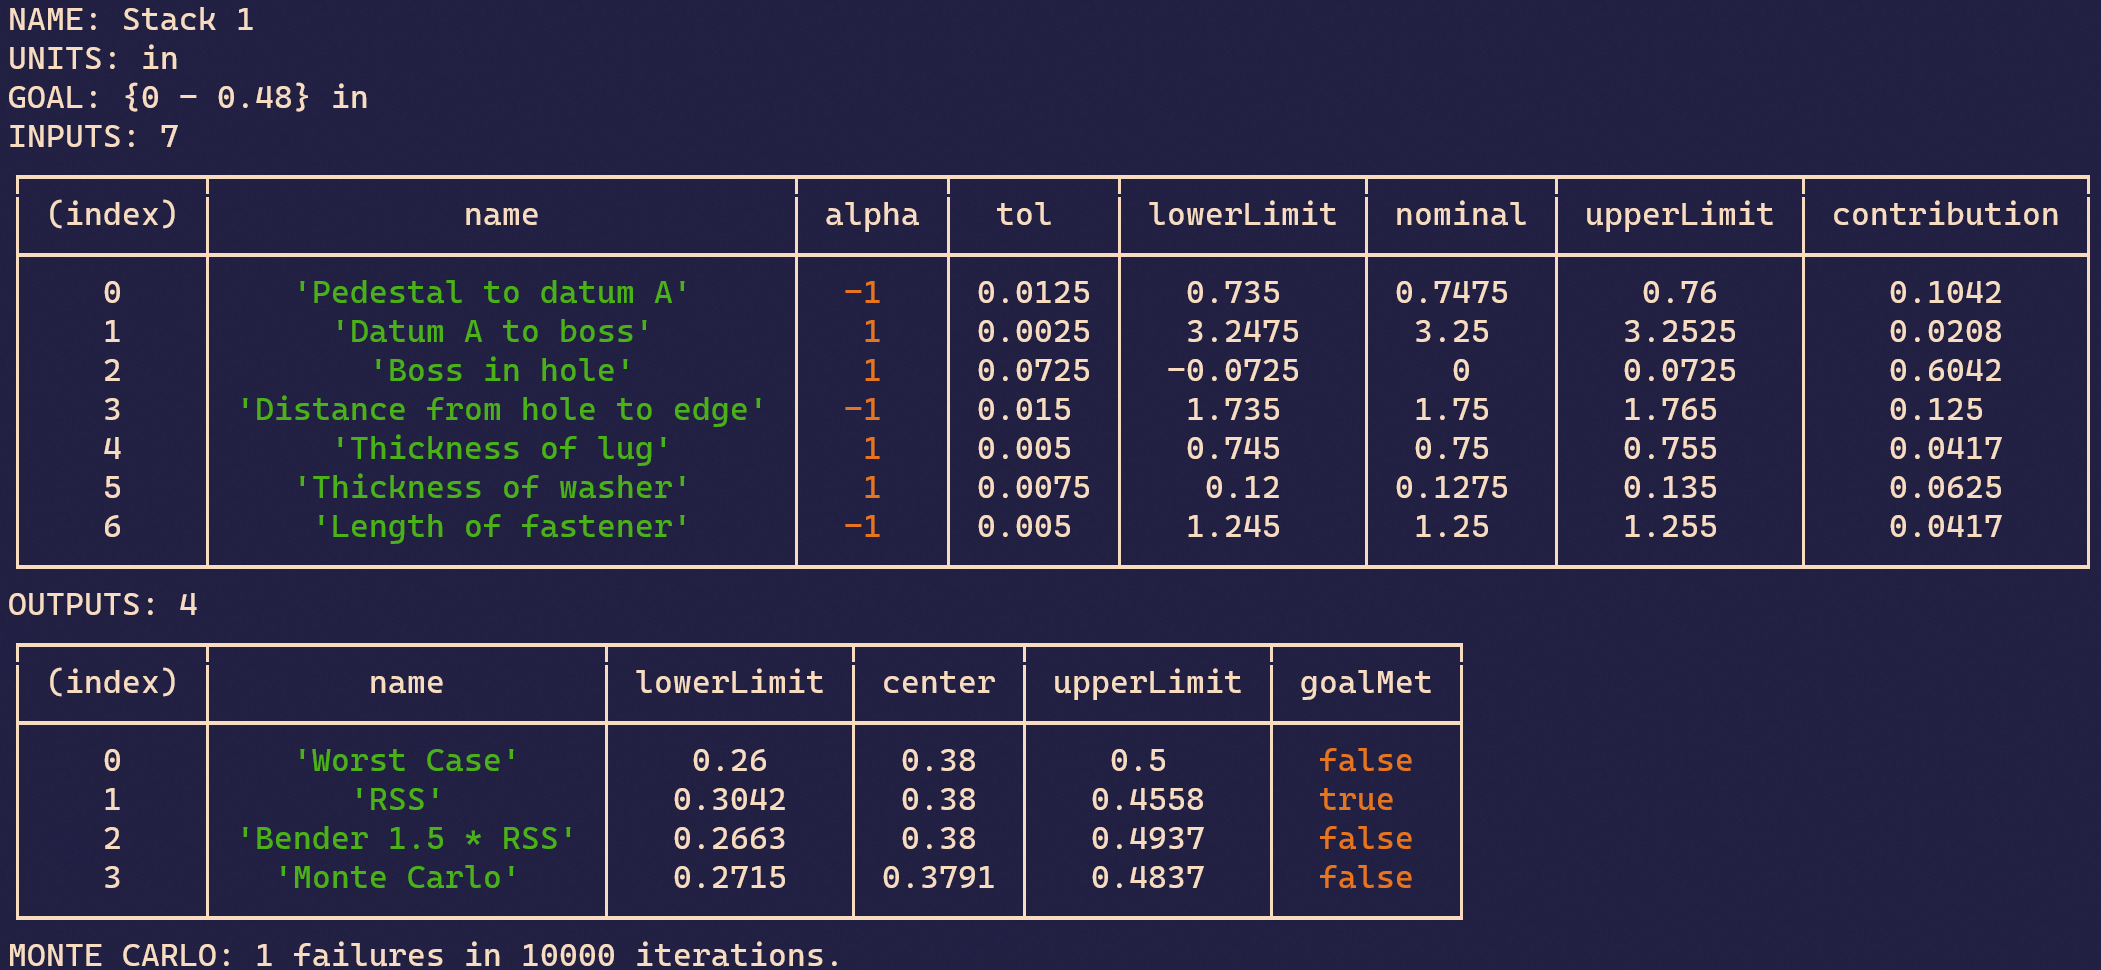 NAME: Stack 1
UNITS: in
GOAL: {0 - 0.48} in
INPUTS: 7
(index) name alpha tol lowerLimit nominal upperLimit contribution
0 'Pedestal to datum A' -1 0.0125 0.735 0.7475 0.76 0.1042
1 'Datum A to boss' 1 0.0025 3.2475 3.25 3.2525 0.0208
2 'Boss in hole' 1 0.0725 -0.0725 0 0.0725 0.6042
3 'Distance from hole to edge' -1 0.015 1.735 1.75 1.765 0.125
4 'Thickness of lug' 1 0.005 0.745 0.75 0.755 0.0417
5 'Thickness of washer' 1 0.0075 0.12 0.1275 0.135 0.0625
6 'Length of fastener' -1 0.005 1.245 1.25 1.255 0.0417
OUTPUTS: 4
(index) name lowerLimit center upperLimit goalMet
0 'Worst Case' 0.26 0.38 0.5 false
1 'RSS' 0.3042 0.38 0.4558 true
2 'Bender 1.5 * RSS' 0.2663 0.38 0.4937 false
3 'Monte Carlo' 0.2715 0.3791 0.4837 false
MONTE CARLO: 1 failures in 10000 iterations.